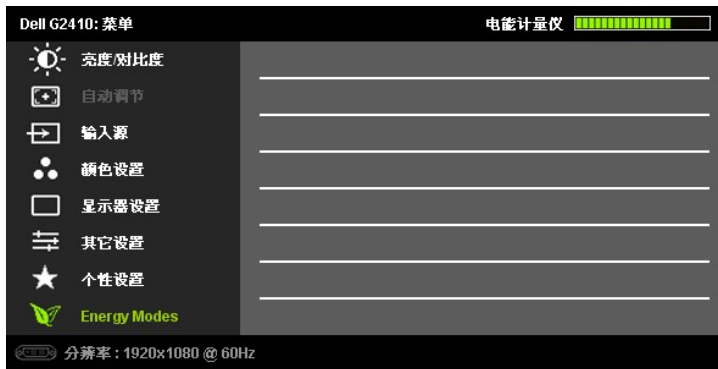 Dell G2410: 菜单 电能计量仪
亮度/对比度
自动调节
输入源
颜色设置
显示器设置
其它设置
个性设置
Energy Modes
分辨率 : 1920x1080 @ 60Hz